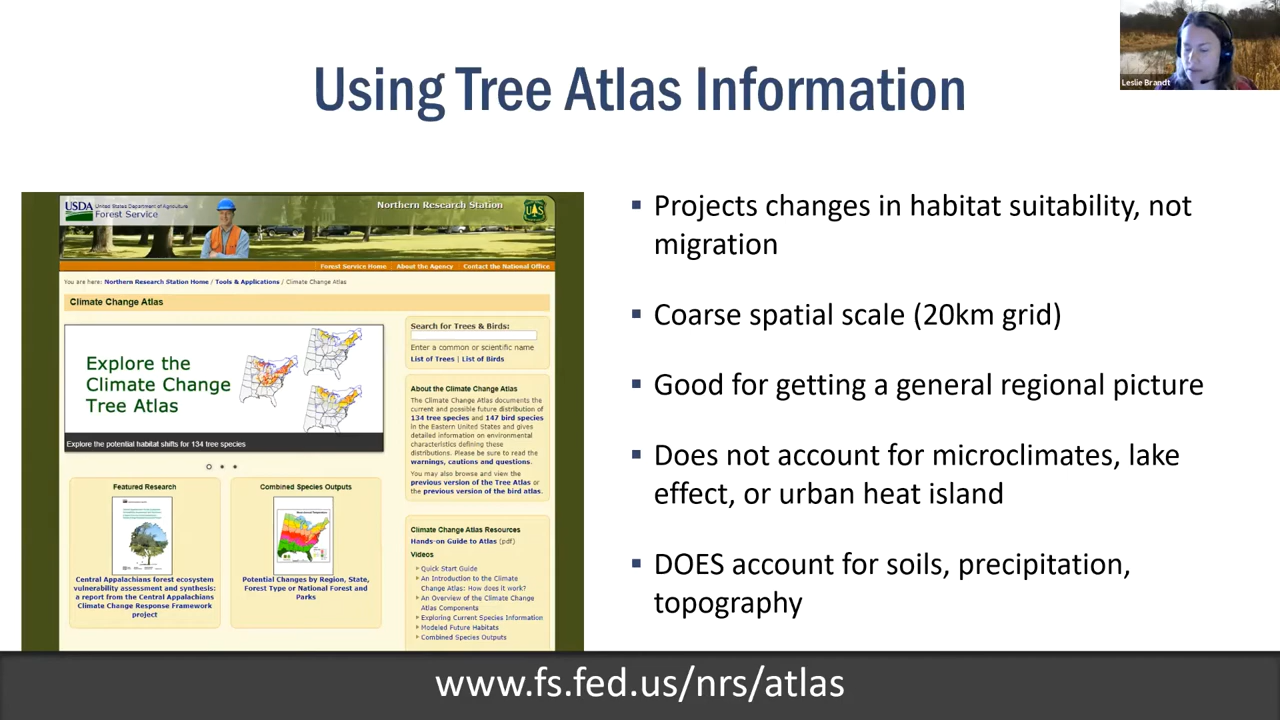 Using Tree Atlas Information
Leslie Brandt
USDA
United States Department of Agriculture
Forest Service
Northern Research Station
UAS
Forest Service Home | About the Agency | Contact the National Office
You are here: Northern Research Station Home / Tools & Applications / Climate Change Atlas
Climate Change Atlas
Explore the
Climate Change
Tree Atlas
Explore the potential habitat shifts for 134 tree species
Featured Research
Central Appalachians forest ecosystem
vulnerability assessment and synthesis:
a report from the Central Appalachians
Climate Change Response Framework
project
Combined Species Outputs
Potential Changes by Region, State,
Forest Type or National Forest and
Parks
Search for Trees & Birds:
Enter a common or scientific name
List of Trees | List of Birds
About the Climate Change Atlas
The Climate Change Atlas documents the
current and possible future distribution of
134 tree species and 147 bird species
in the Eastern United States and gives
detailed information on environmental
characteristics defining these
distributions. Please be sure to read the
warnings, cautions and questions.
You may also browse and view the
previous version of the Tree Atlas or
the previous version of the bird atlas.
Climate Change Atlas Resources
Hands-on Guide to Atlas (pdf)
Videos
Quick Start Guide
An Introduction to the Climate
Change Atlas: How does it work?
An Overview of the Climate Change
Atlas Components
Exploring Current Species Information
Modeled Future Habitats
Combined Species Outputs
▪ Projects changes in habitat suitability, not
migration
▪ Coarse spatial scale (20km grid)
▪ Good for getting a general regional picture
▪ Does not account for microclimates, lake
effect, or urban heat island
▪ DOES account for soils, precipitation,
topography
www.fs.fed.us/nrs/atlas